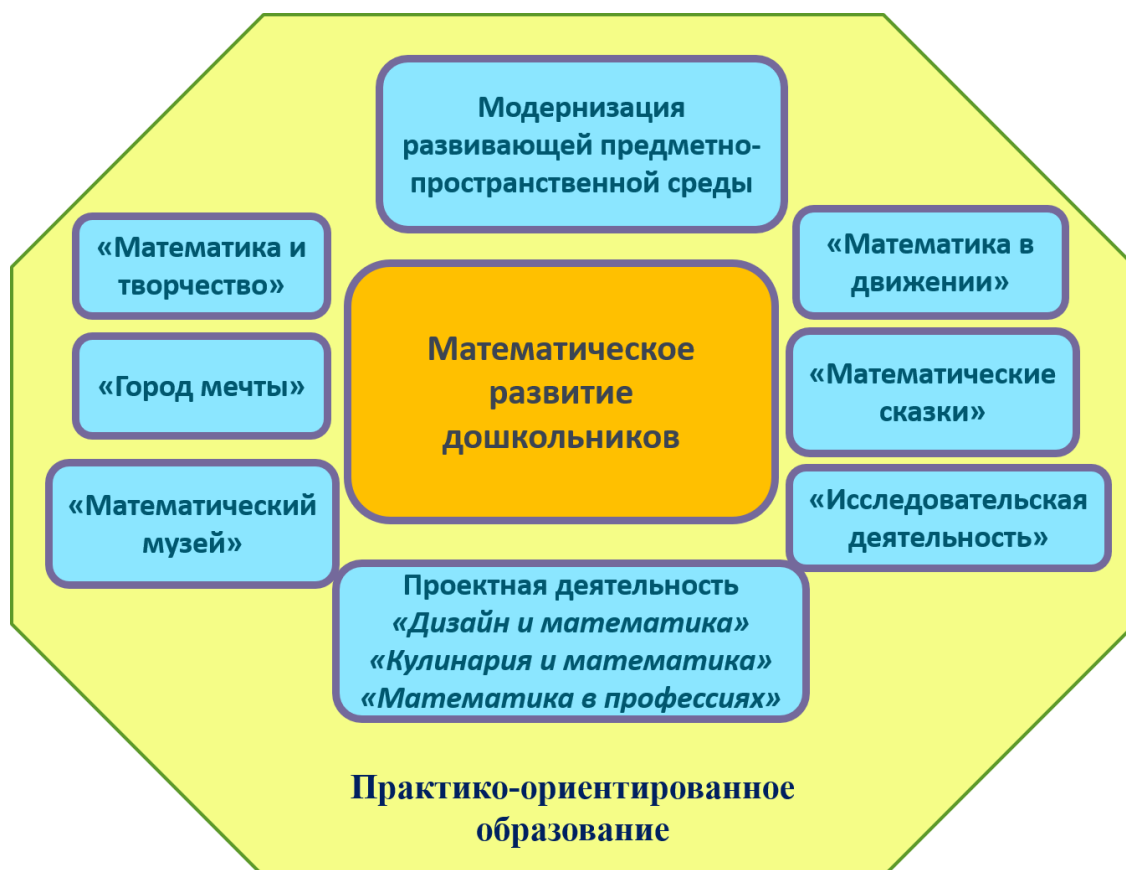 Модернизация
развивающей предметно-
пространственной среды
«Математика и
творчество»
«Математика в
движении»
Математическое
развитие
дошкольников
«Город мечты»
«Математические
сказки»
«Математический
музей»
«Исследовательская
деятельность»
Проектная деятельность
«Дизайн и математика»
«Кулинария и математика»
«Математика в профессиях»
Практико-ориентированное
образование